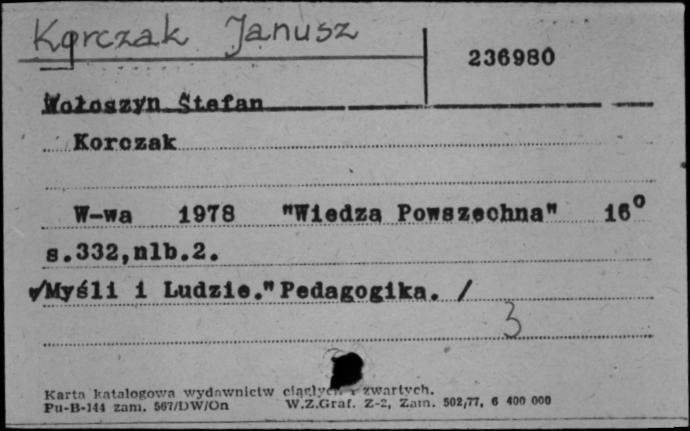 Korczak Janusz
236980
Wołoszyn Stefan
Korczak
W-wa 1978 "Wiedza Powszechna" 16⁰
s.332,nlb.2.
/Myśli i Ludzie." Pedagogika. /
3
Karta katalogowa wydawnictw ciągłych i zwartych.
Pu-B-144 zam. 567/DW/On W.Z.Graf. Z-2, Zam. 502/77, 6 400 000